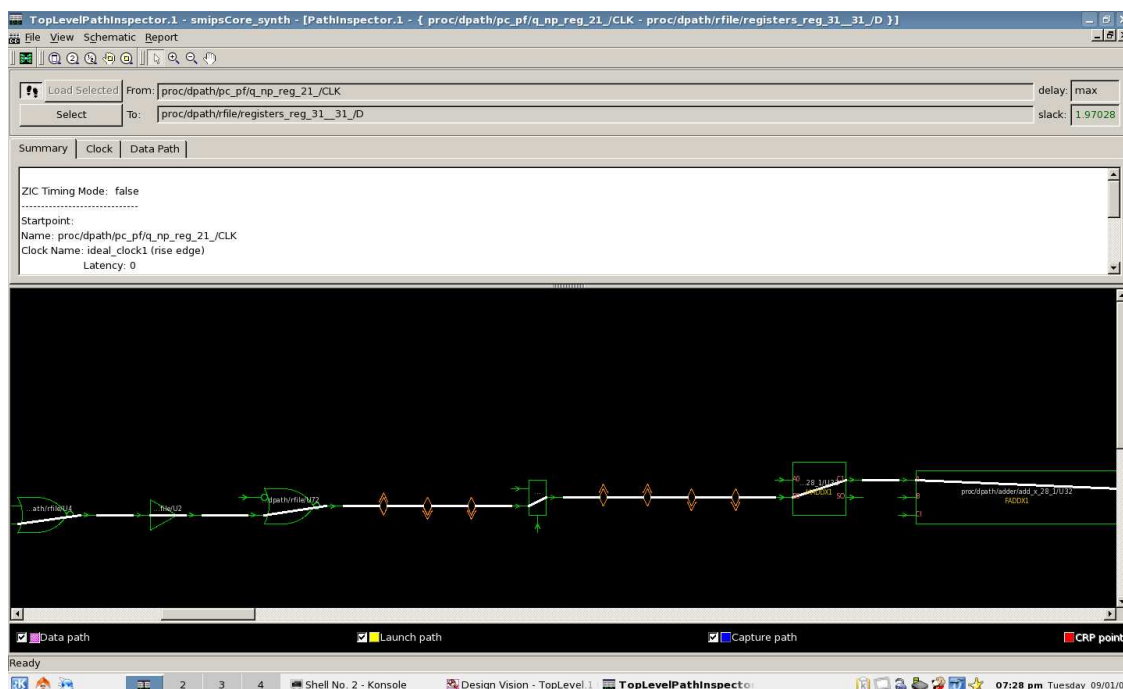 TopLevelPathInspector.1 - smipsCore_synth - [PathInspector.1 - { proc/dpath/pc_pf/q_np_reg_21_/CLK - proc/dpath/rfile/registers_reg_31__31_/D }]
File View Schematic Report
Load Selected From: proc/dpath/pc_pf/q_np_reg_21_/CLK delay: max
Select To: proc/dpath/rfile/registers_reg_31__31_/D slack: 1.97028
Summary Clock Data Path
ZIC Timing Mode: false
------------------------------
Startpoint:
Name: proc/dpath/pc_pf/q_np_reg_21_/CLK
Clock Name: ideal_clock1 (rise edge)
Latency: 0
...ath/rfile/U4
...file/U2
dpath/rfile/U72
...
...28_1/U3
FADDX1
SO
proc/dpath/adder/add_x_28_1/U32
FADDX1
B
CI
Data path Launch path Capture path CRP point
Ready
2 3 4 Shell No. 2 - Konsole Design Vision - TopLevel.1 TopLevelPathInspecto 07:28 pm Tuesday 09/01/0